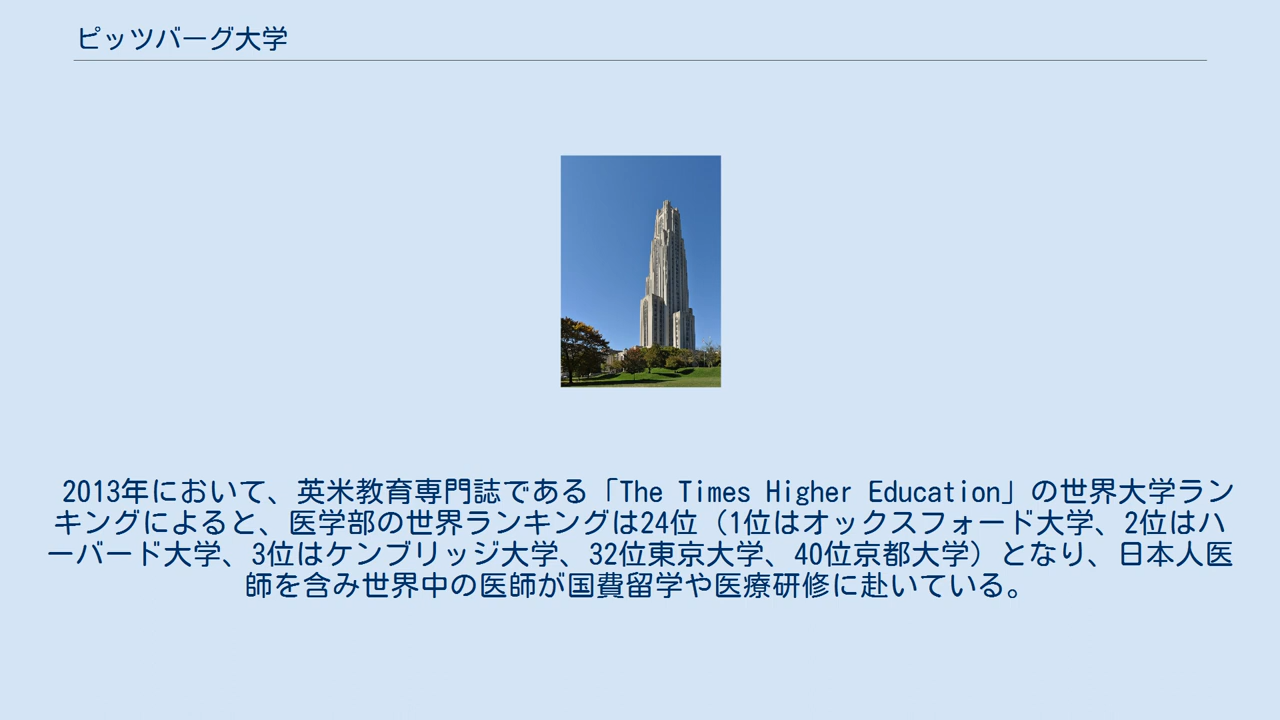 ピッツバーグ大学
2013年において、英米教育専門誌である「The Times Higher Education」の世界大学ラン
キングによると、医学部の世界ランキングは24位（1位はオックスフォード大学、2位はハ
ーバード大学、3位はケンブリッジ大学、32位東京大学、40位京都大学）となり、日本人医
師を含み世界中の医師が国費留学や医療研修に赴いている。